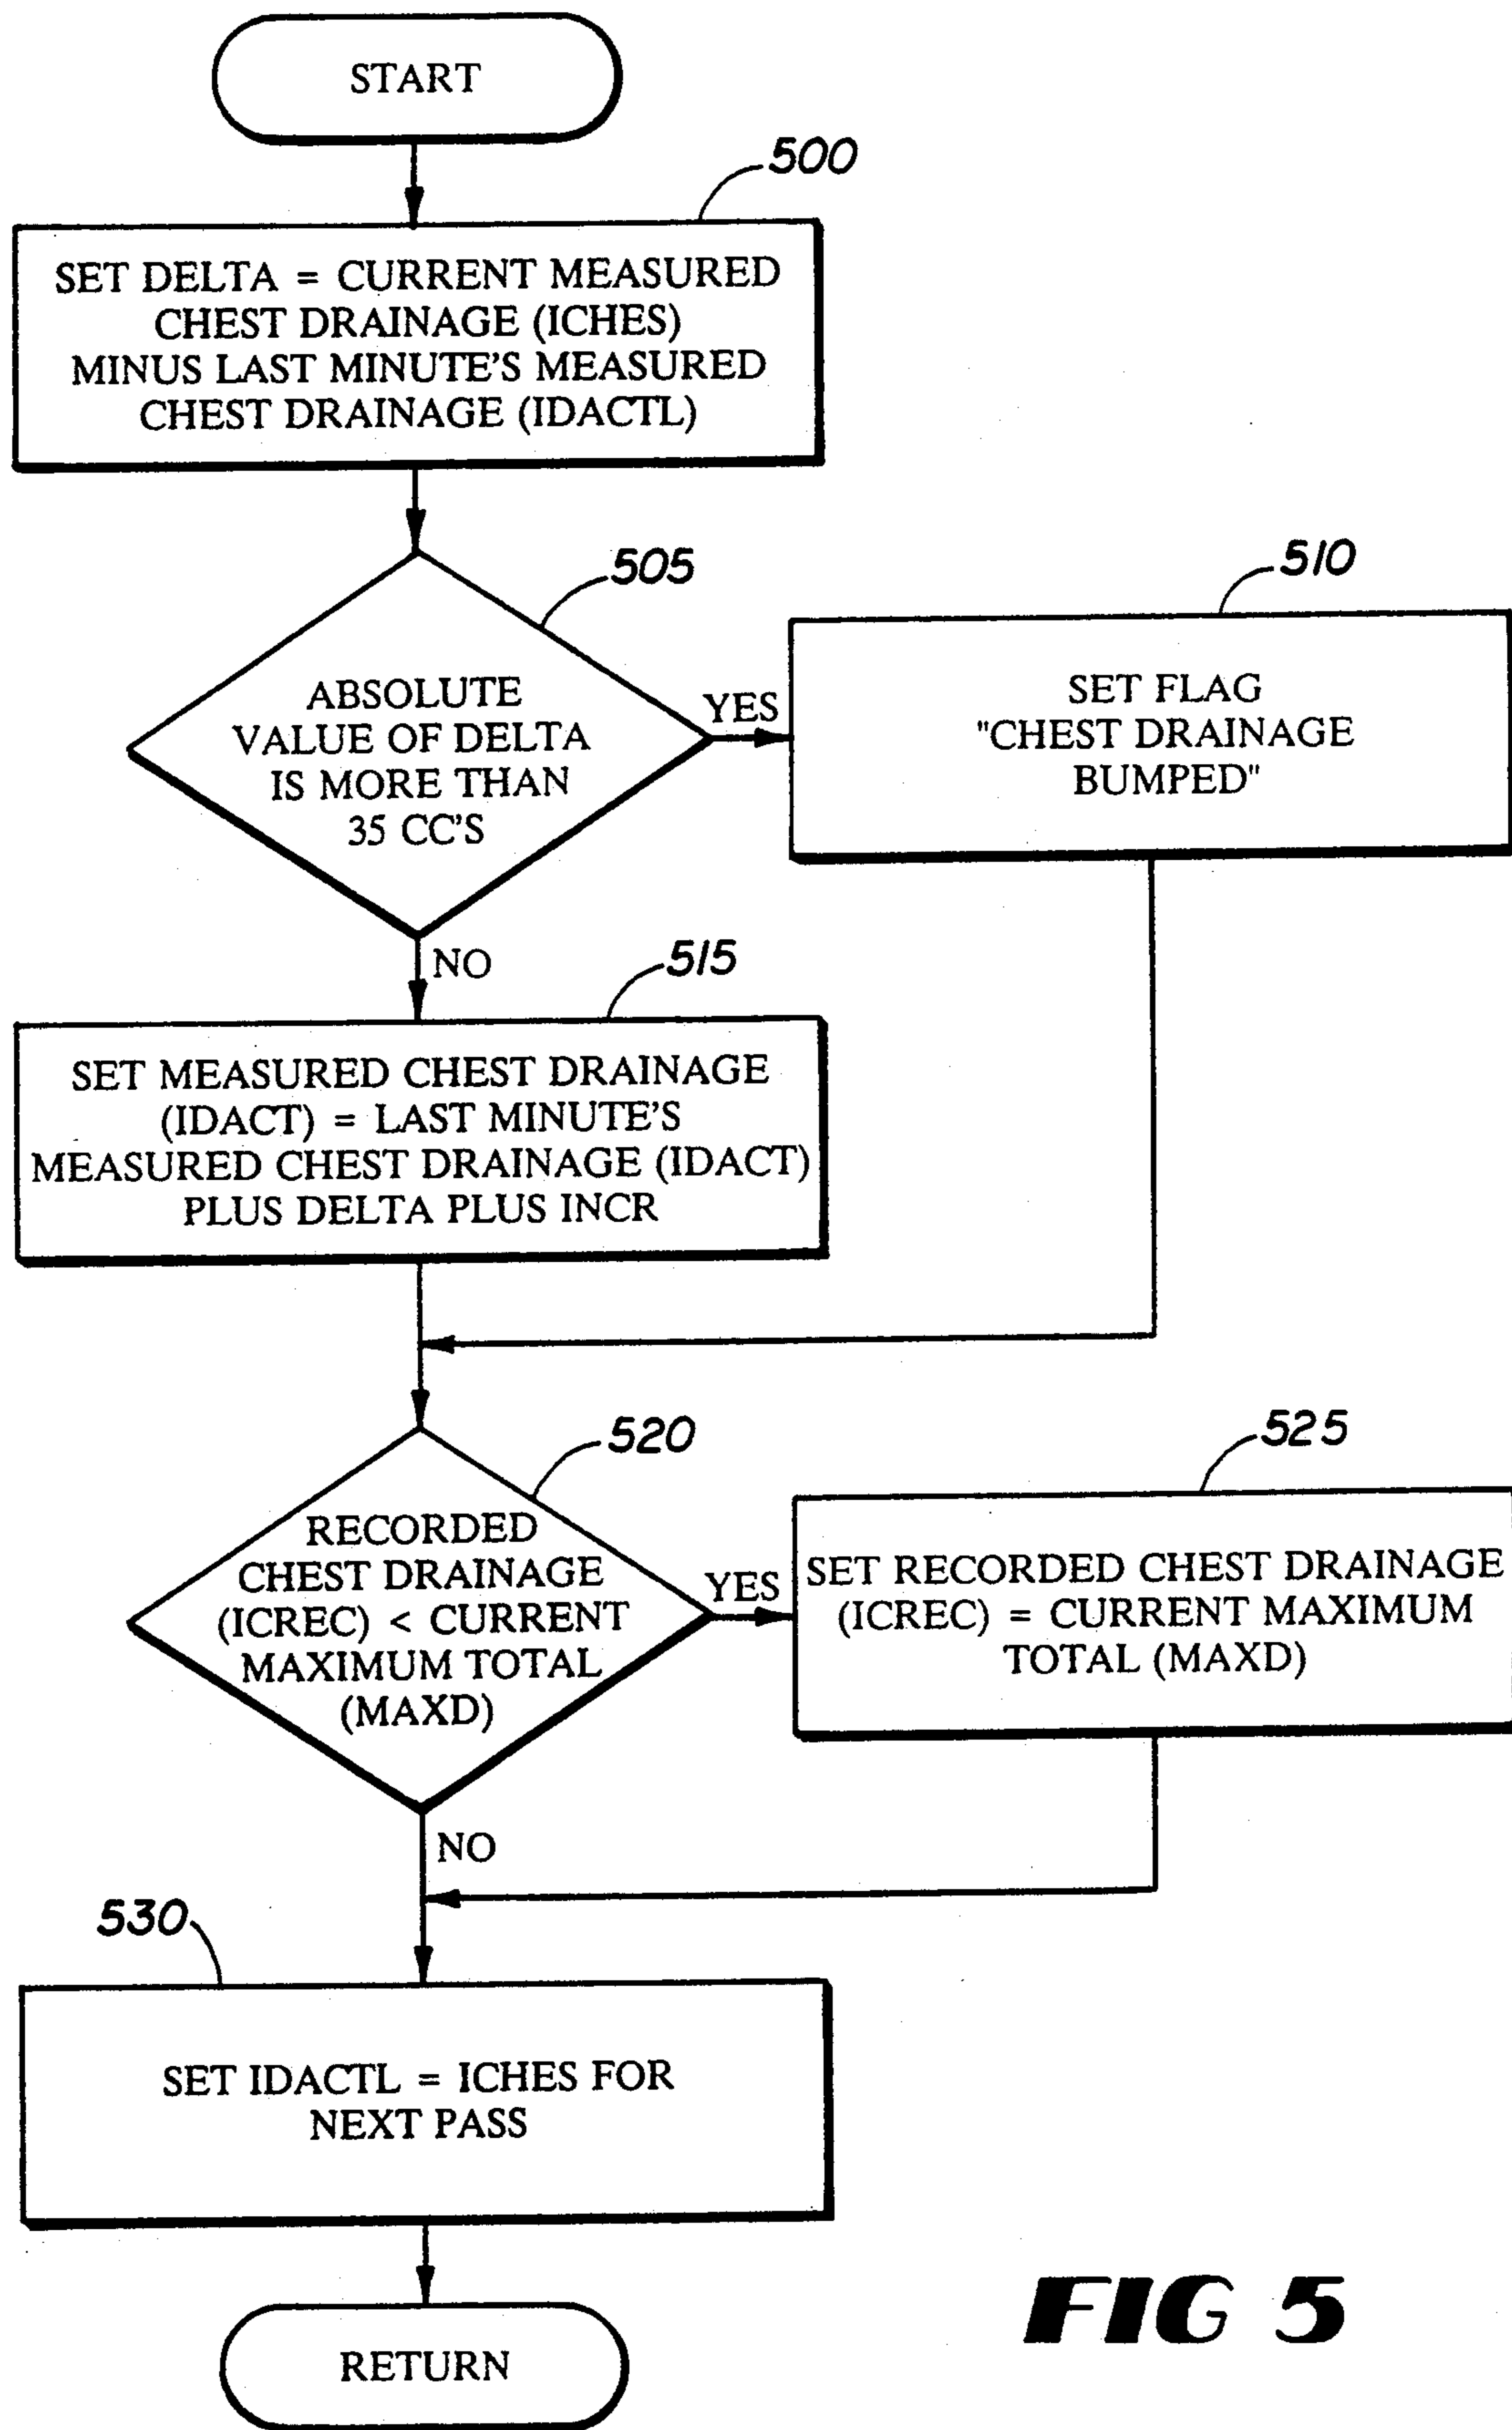 START
500
SET DELTA = CURRENT MEASURED
CHEST DRAINAGE (ICHES)
MINUS LAST MINUTE'S MEASURED
CHEST DRAINAGE (IDACTL)
505
ABSOLUTE
VALUE OF DELTA
IS MORE THAN
35 CC'S
YES
510
SET FLAG
"CHEST DRAINAGE
BUMPED"
NO
515
SET MEASURED CHEST DRAINAGE
(IDACT) = LAST MINUTE'S
MEASURED CHEST DRAINAGE (IDACT)
PLUS DELTA PLUS INCR
520
RECORDED
CHEST DRAINAGE
(ICREC) < CURRENT
MAXIMUM TOTAL
(MAXD)
YES
525
SET RECORDED CHEST DRAINAGE
(ICREC) = CURRENT MAXIMUM
TOTAL (MAXD)
NO
530
SET IDACTL = ICHES FOR
NEXT PASS
RETURN
FIG 5